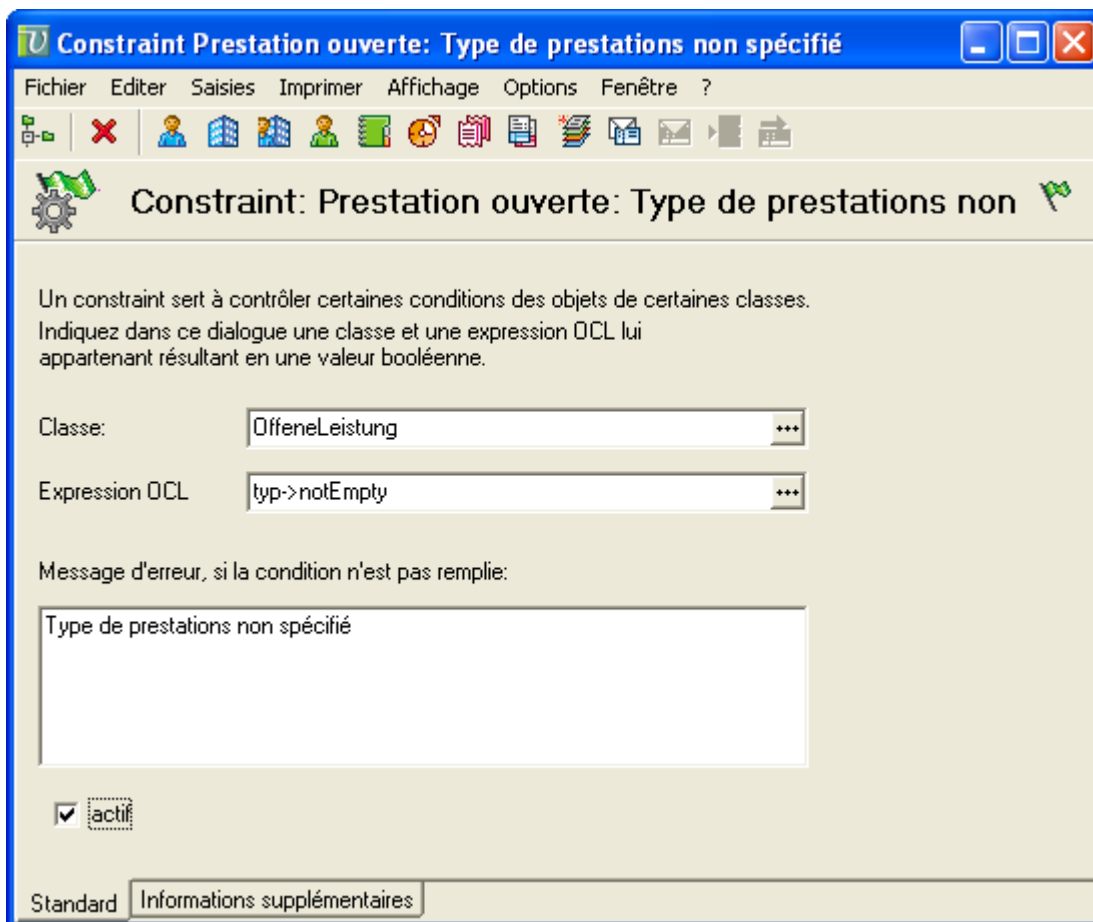 Constraint Prestation ouverte: Type de prestations non spécifié
Fichier Editer Saisies Imprimer Affichage Options Fenêtre ?
Constraint: Prestation ouverte: Type de prestations non
Un constraint sert à contrôler certaines conditions des objets de certaines classes.
Indiquez dans ce dialogue une classe et une expression OCL lui
appartenant résultant en une valeur booléenne.
Classe: OffeneLeistung ...
Expression OCL typ->notEmpty ...
Message d'erreur, si la condition n'est pas remplie:
Type de prestations non spécifié
actif
Standard Informations supplémentaires